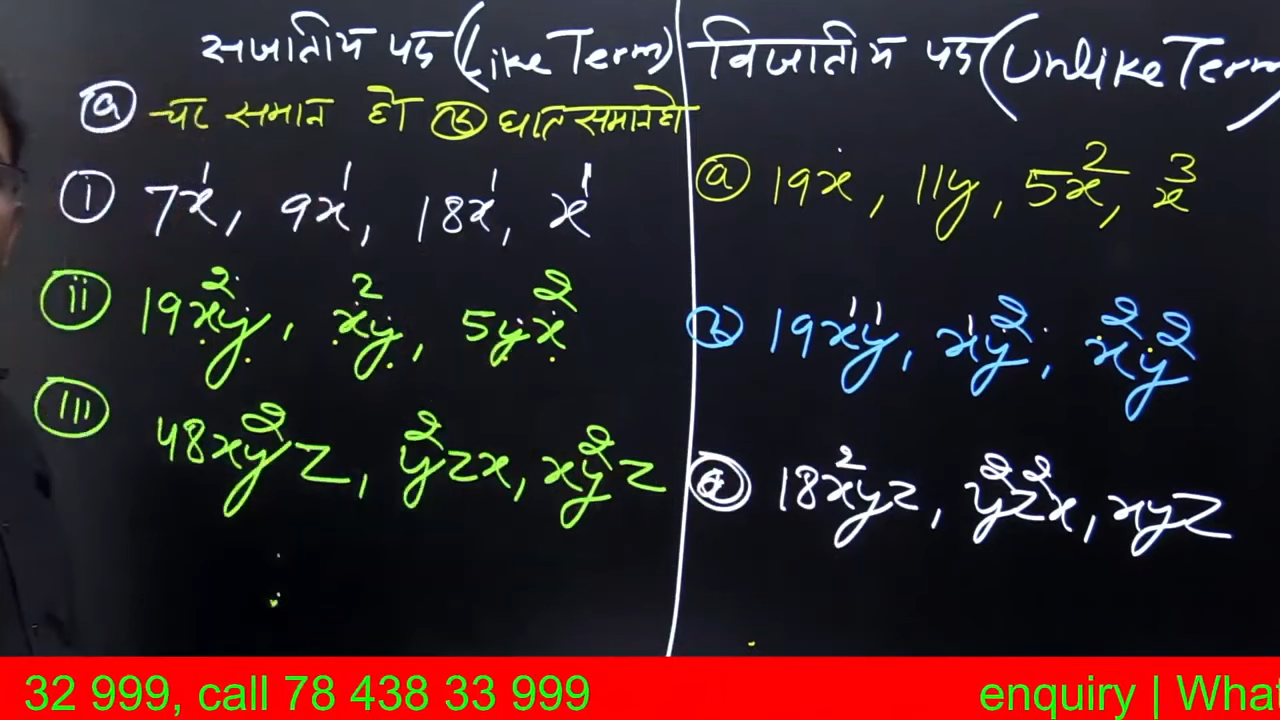 सजातीय पद (Like Term)
ⓐ चर समान हो ⓑ घात समान हो
ⓘ 7x¹, 9x¹, 18x¹, x¹
ⓘⓘ 19x²y, x²y, 5yx²
ⓘⓘⓘ 48xy²z, y²zx, xy²z
विजातीय पद (Unlike Term
ⓐ 19x, 11y, 5x², x³
ⓑ 19x¹y¹, x¹y², x²y²
18x²yz, y²z²x, xyz
32 999, call 78 438 33 999
enquiry | What